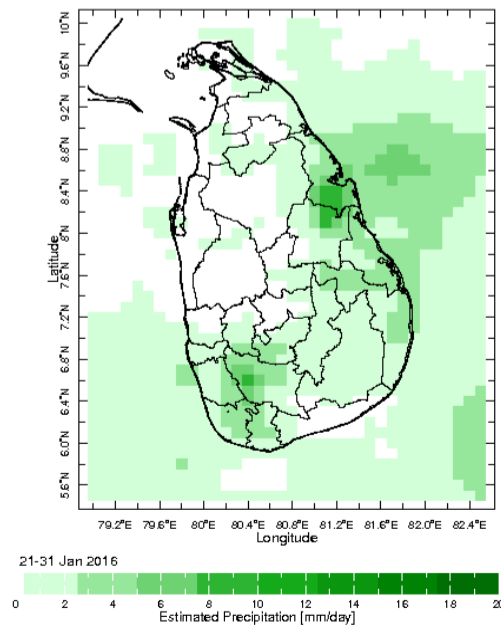 10°N
9.6°N
9.2°N
8.8°N
8.4°N
8°N
7.6°N
7.2°N
6.8°N
6.4°N
6.0°N
5.6°N
Latitude
79.2°E 79.6°E 80°E 80.4°E 80.8°E 81.2°E 81.6°E 82.0°E 82.4°E
Longitude
21-31 Jan 2016
0 2 4 6 8 10 12 14 16 18 20
Estimated Precipitation [mm/day]